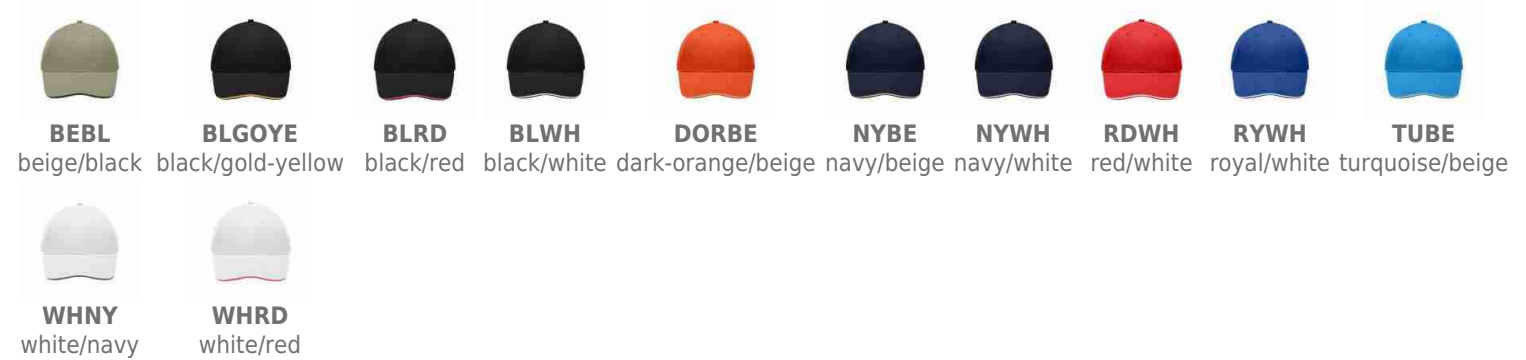 BEBL BLGOYE BLRD BLWH DORBE NYBE NYWH RDWH RYWH TUBE
beige/black black/gold-yellow black/red black/white dark-orange/beige navy/beige navy/white red/white royal/white turquoise/beige
WHNY WHRD
white/navy white/red